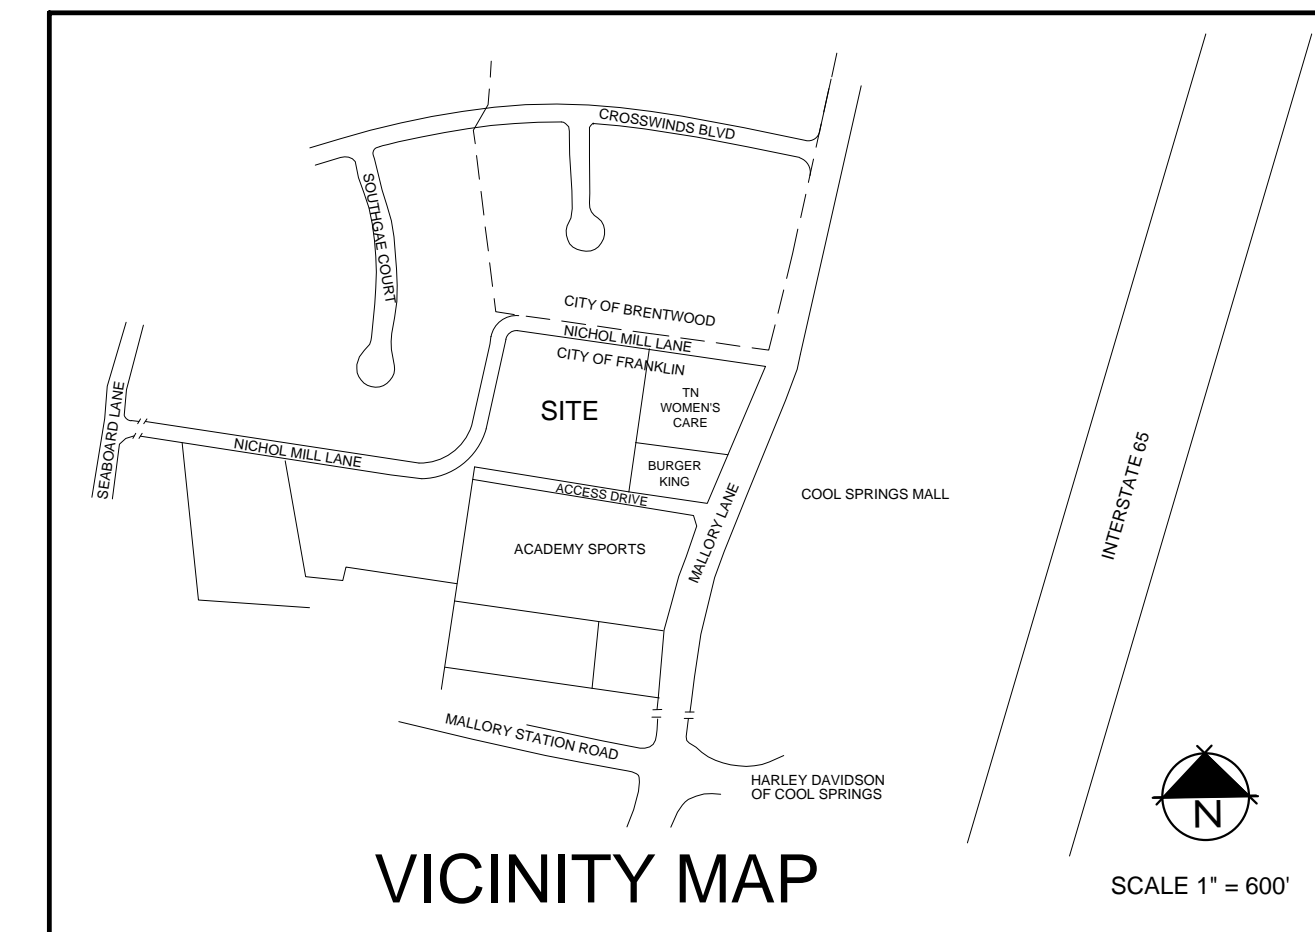 CROSSWINDS BLVD
SOUTHGAE COURT
CITY OF BRENTWOOD
NICHOL MILL LANE
CITY OF FRANKLIN
SITE
TN
WOMEN'S
CARE
SEABOARD LANE
NICHOL MILL LANE
BURGER
KING
ACCESS DRIVE
MALLORY LANE
COOL SPRINGS MALL
INTERSTATE 65
ACADEMY SPORTS
MALLORY STATION ROAD
HARLEY DAVIDSON
OF COOL SPRINGS
N
VICINITY MAP
SCALE 1" = 600'